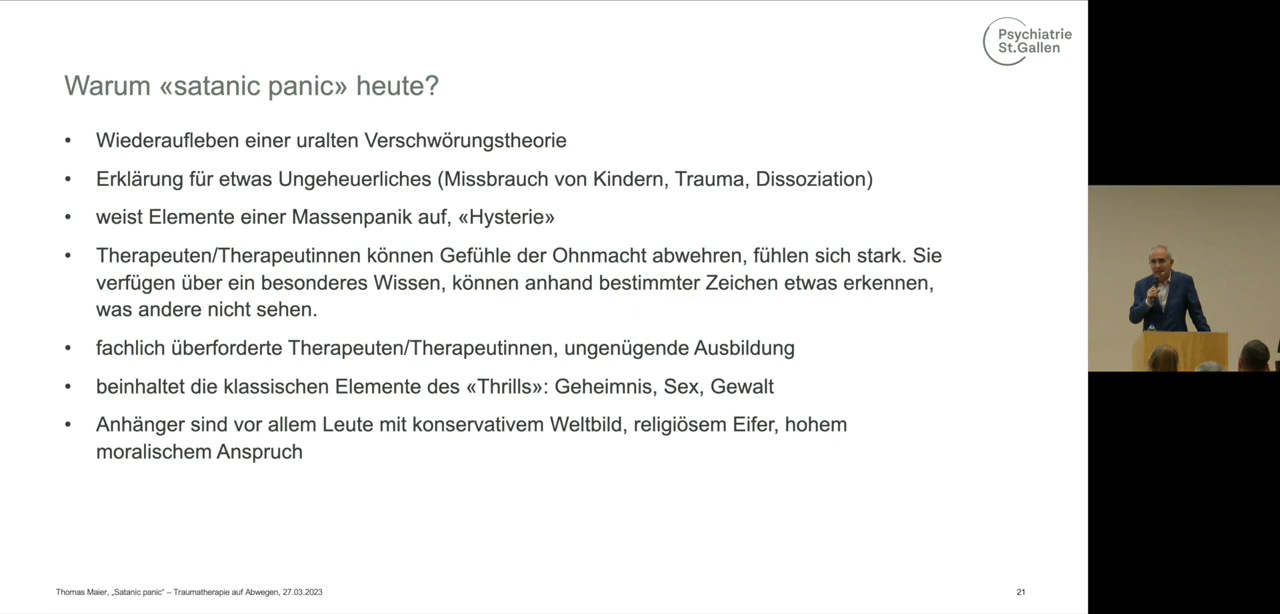 Psychiatrie
St.Gallen
Warum «satanic panic» heute?
• Wiederaufleben einer uralten Verschwörungstheorie
• Erklärung für etwas Ungeheuerliches (Missbrauch von Kindern, Trauma, Dissoziation)
• weist Elemente einer Massenpanik auf, «Hysterie»
• Therapeuten/Therapeutinnen können Gefühle der Ohnmacht abwehren, fühlen sich stark. Sie
verfügen über ein besonderes Wissen, können anhand bestimmter Zeichen etwas erkennen,
was andere nicht sehen.
• fachlich überforderte Therapeuten/Therapeutinnen, ungenügende Ausbildung
• beinhaltet die klassischen Elemente des «Thrills»: Geheimnis, Sex, Gewalt
• Anhänger sind vor allem Leute mit konservativem Weltbild, religiösem Eifer, hohem
moralischem Anspruch
Thomas Maier, „Satanic panic“ – Traumatherapie auf Abwegen, 27.03.2023
21